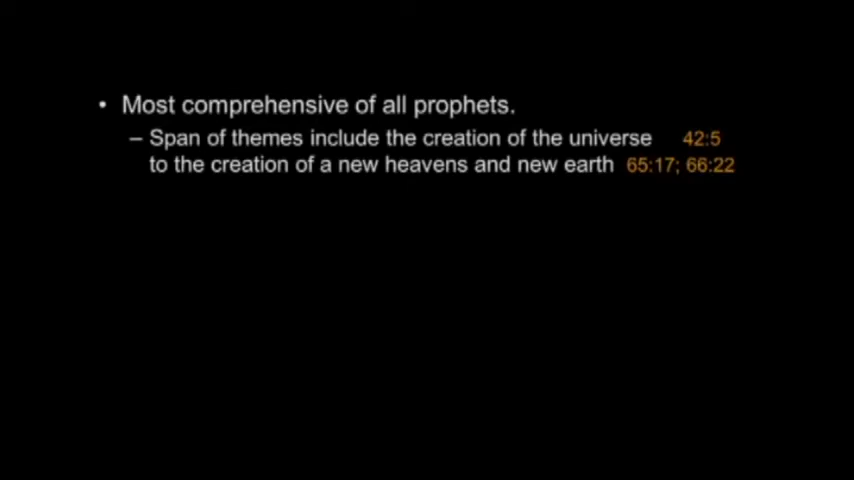 • Most comprehensive of all prophets.
– Span of themes include the creation of the universe 42:5
to the creation of a new heavens and new earth 65:17; 66:22